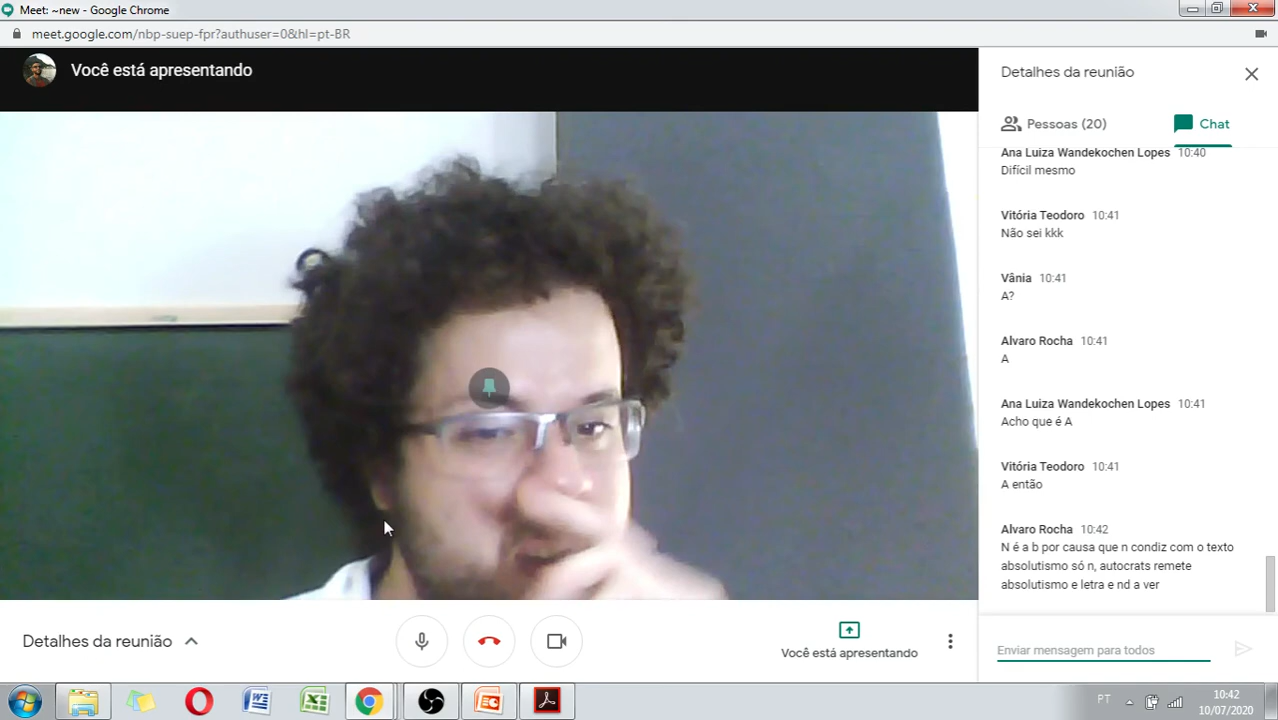 Meet: ~new - Google Chrome
meet.google.com/nbp-suep-fpr?authuser=0&hl=pt-BR
Você está apresentando
Detalhes da reunião
Pessoas (20)
Chat
Ana Luiza Wandekochen Lopes 10:40
Difícil mesmo
Vitória Teodoro 10:41
Não sei kkk
Vânia 10:41
A?
Alvaro Rocha 10:41
A
Ana Luiza Wandekochen Lopes 10:41
Acho que é A
Vitória Teodoro 10:41
A então
Alvaro Rocha 10:42
N é a b por causa que n condiz com o texto
absolutismo só n, autocrats remete
absolutismo e letra e nd a ver
Enviar mensagem para todos
Detalhes da reunião
Você está apresentando
PT
10:42
10/07/2020